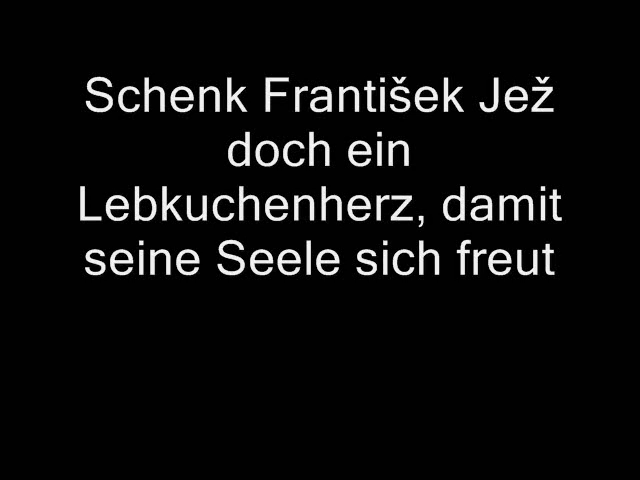 Schenk František Jež
doch ein
Lebkuchenherz, damit
seine Seele sich freut